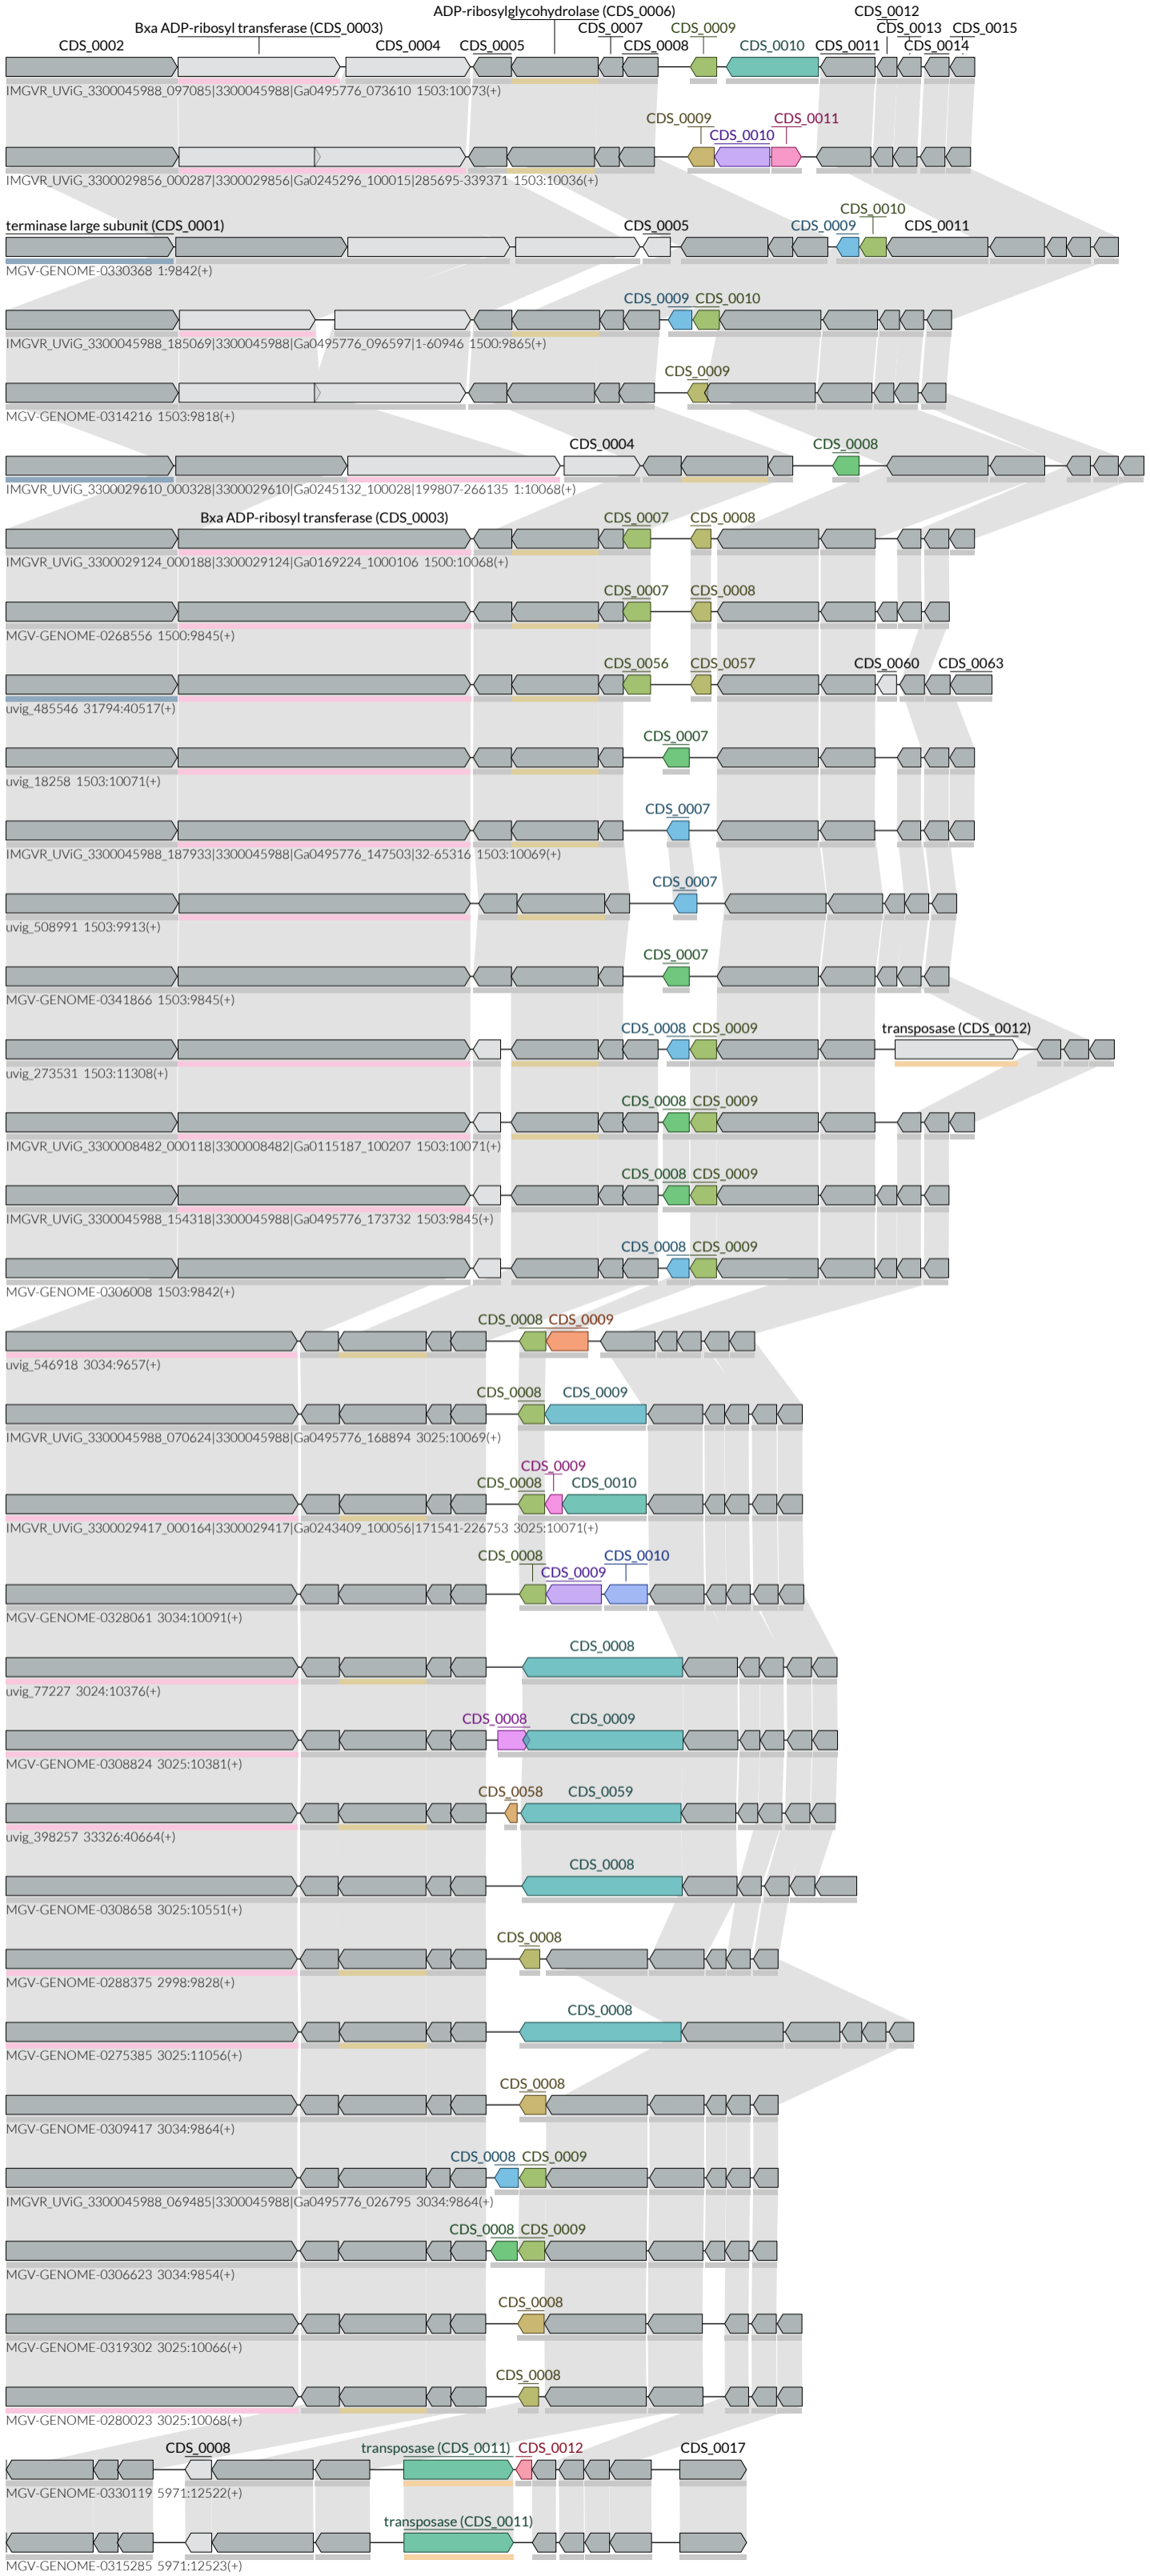 ADP-ribosylglycohydrolase (CDS_0006)
CDS_0012
Bxa ADP-ribosyl transferase (CDS_0003)
CDS_0007
CDS_0009
CDS_0013
CDS_0015
CDS_0002
CDS_0004
CDS_0005
CDS_0008
CDS_0010
CDS_0011
CDS_0014
IMGVR_UViG_3300045988_097085|3300045988|Ga0495776_073610 1503:10073(+)
CDS_0009
CDS_0011
CDS_0010
IMGVR_UViG_3300029856_000287|3300029856|Ga0245296_100015|285695-339371 1503:10036(+)
CDS_0010
terminase large subunit (CDS_0001)
CDS_0005
CDS_0009
CDS_0011
MGV-GENOME-0330368 1:9842(+)
CDS_0009 CDS_0010
IMGVR_UViG_3300045988_185069|3300045988|Ga0495776_096597|1-60946 1500:9865(+)
CDS_0009
MGV-GENOME-0314216 1503:9818(+)
CDS_0004
CDS_0008
IMGVR_UViG_3300029610_000328|3300029610|Ga0245132_100028|199807-266135 1:10068(+)
Bxa ADP-ribosyl transferase (CDS_0003)
CDS_0007
CDS_0008
IMGVR_UViG_3300029124_000188|3300029124|Ga0169224_1000106 1500:10068(+)
CDS_0007
CDS_0008
MGV-GENOME-0268556 1500:9845(+)
CDS_0056
CDS_0057
CDS_0060
CDS_0063
uvig_485546 31794:40517(+)
CDS_0007
uvig_18258 1503:10071(+)
CDS_0007
IMGVR_UViG_3300045988_187933|3300045988|Ga0495776_147503|32-65316 1503:10069(+)
CDS_0007
uvig_508991 1503:9913(+)
CDS_0007
MGV-GENOME-0341866 1503:9845(+)
CDS_0008 CDS_0009
transposase (CDS_0012)
uvig_273531 1503:11308(+)
CDS_0008 CDS_0009
IMGVR_UViG_3300008482_000118|3300008482|Ga0115187_100207 1503:10071(+)
CDS_0008 CDS_0009
IMGVR_UViG_3300045988_154318|3300045988|Ga0495776_173732 1503:9845(+)
CDS_0008 CDS_0009
MGV-GENOME-0306008 1503:9842(+)
CDS_0008 CDS_0009
uvig_546918 3034:9657(+)
CDS_0008
CDS_0009
IMGVR_UViG_3300045988_070624|3300045988|Ga0495776_168894 3025:10069(+)
CDS_0009
CDS_0008
CDS_0010
IMGVR_UViG_3300029417_000164|3300029417|Ga0243409_100056|171541-226753 3025:10071(+)
CDS_0008
CDS_0010
CDS_0009
MGV-GENOME-0328061 3034:10091(+)
CDS_0008
uvig_77227 3024:10376(+)
CDS_0008
CDS_0009
MGV-GENOME-0308824 3025:10381(+)
CDS_0058
CDS_0059
uvig_398257 33326:40664(+)
CDS_0008
MGV-GENOME-0308658 3025:10551(+)
CDS_0008
MGV-GENOME-0288375 2998:9828(+)
CDS_0008
MGV-GENOME-0275385 3025:11056(+)
CDS_0008
MGV-GENOME-0309417 3034:9864(+)
CDS_0008 CDS_0009
IMGVR_UViG_3300045988_069485|3300045988|Ga0495776_026795 3034:9864(+)
CDS_0008 CDS_0009
MGV-GENOME-0306623 3034:9854(+)
CDS_0008
MGV-GENOME-0319302 3025:10066(+)
CDS_0008
MGV-GENOME-0280023 3025:10068(+)
CDS_0008
transposase (CDS_0011)
CDS_0012
CDS_0017
MGV-GENOME-0330119 5971:12522(+)
transposase (CDS_0011)
MGV-GENOME-0315285 5971:12523(+)